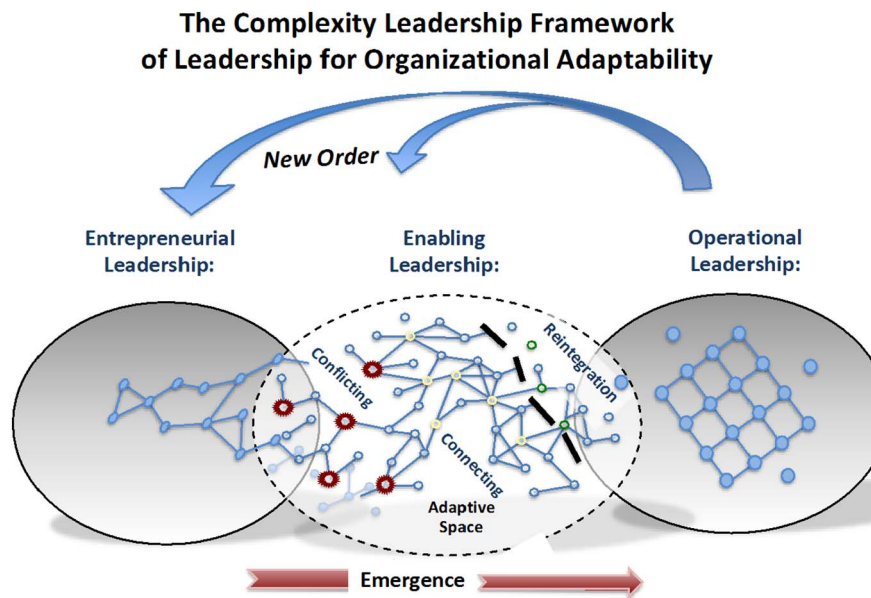 The Complexity Leadership Framework
of Leadership for Organizational Adaptability
New Order
Entrepreneurial
Leadership:
Enabling
Leadership:
Operational
Leadership:
Conflicting
Connecting
Reintegration
Adaptive
Space
Emergence